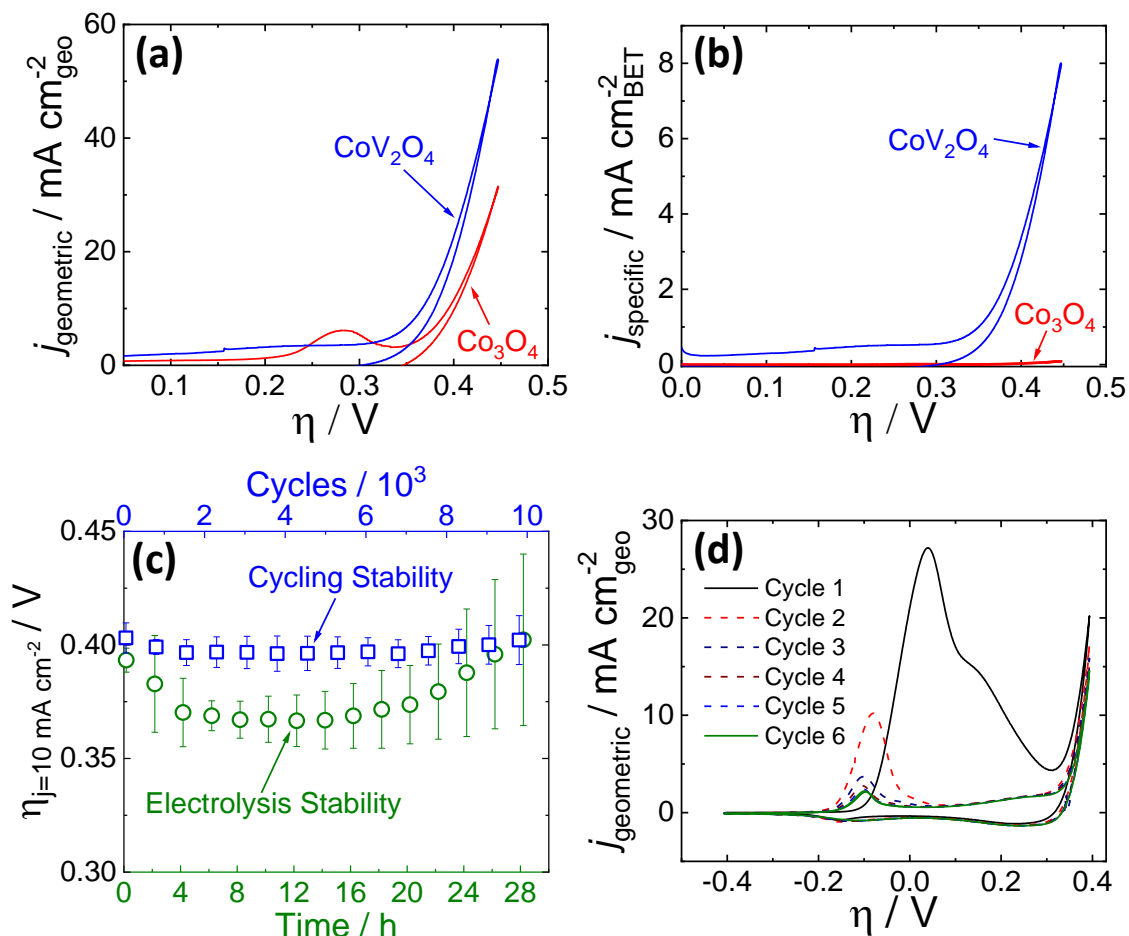 (a)
j_geometric / mA cm⁻²_geo
60
40
20
0
CoV₂O₄
Co₃O₄
0.1 0.2 0.3 0.4 0.5
η / V
(b)
j_specific / mA cm⁻²_BET
8
6
4
2
0
CoV₂O₄
Co₃O₄
0.0 0.1 0.2 0.3 0.4 0.5
η / V
Cycles / 10³
0 2 4 6 8 10
(c)
η_j=10 mA cm⁻² / V
0.45
0.40
0.35
0.30
Cycling Stability
Electrolysis Stability
0 4 8 12 16 20 24 28
Time / h
(d)
j_geometric / mA cm⁻²_geo
30
20
10
0
Cycle 1
Cycle 2
Cycle 3
Cycle 4
Cycle 5
Cycle 6
-0.4 -0.2 0.0 0.2 0.4
η / V